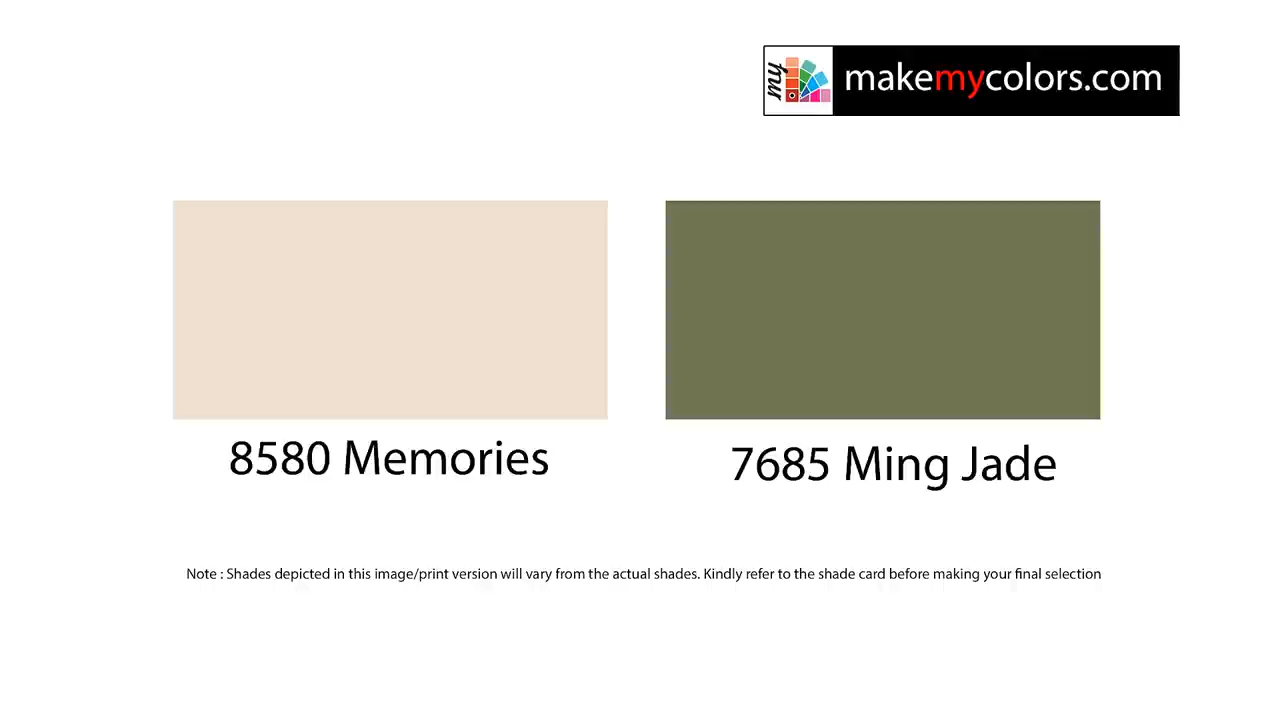 my
makemycolors.com
8580 Memories
7685 Ming Jade
Note : Shades depicted in this image/print version will vary from the actual shades. Kindly refer to the shade card before making your final selection